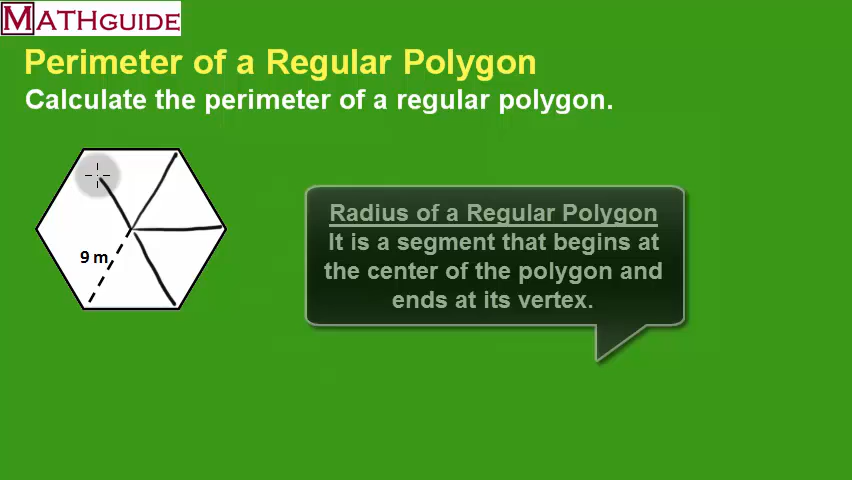 MATHGUIDE
Perimeter of a Regular Polygon
Calculate the perimeter of a regular polygon.
9 m
Radius of a Regular Polygon
It is a segment that begins at
the center of the polygon and
ends at its vertex.